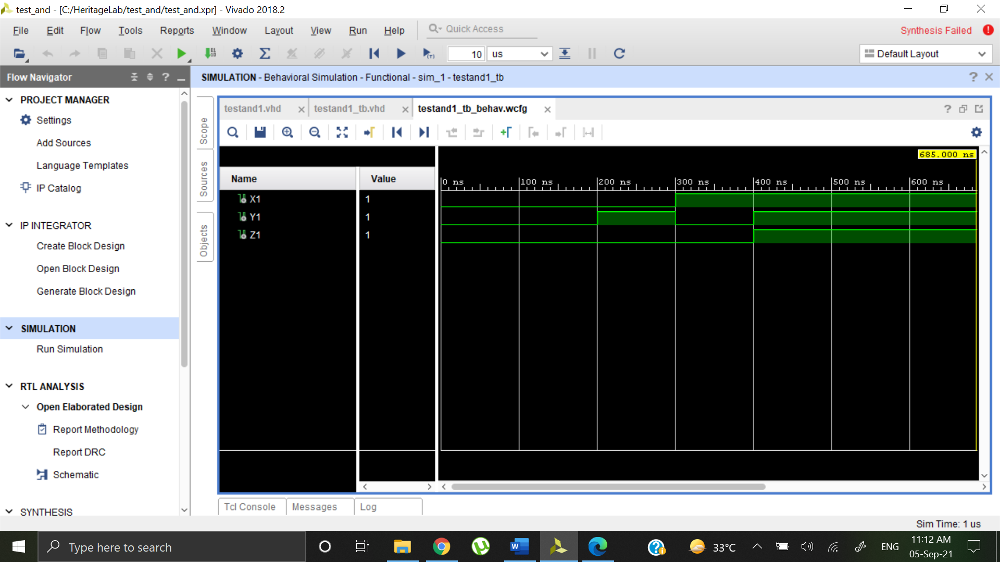 test_and - [C:/HeritageLab/test_and/test_and.xpr] - Vivado 2018.2
File Edit Flow Tools Reports Window Layout View Run Help Quick Access Synthesis Failed
10 us Default Layout
Flow Navigator
SIMULATION - Behavioral Simulation - Functional - sim_1 - testand1_tb
PROJECT MANAGER
Settings
Add Sources
Language Templates
IP Catalog
IP INTEGRATOR
Create Block Design
Open Block Design
Generate Block Design
SIMULATION
Run Simulation
RTL ANALYSIS
Open Elaborated Design
Report Methodology
Report DRC
Schematic
SYNTHESIS
Scope
Sources
Objects
testand1.vhd testand1_tb.vhd testand1_tb_behav.wcfg
685.000 ns
Name Value
0 ns 100 ns 200 ns 300 ns 400 ns 500 ns 600 ns
X1 1
Y1 1
Z1 1
Tcl Console Messages Log
Sim Time: 1 us
Type here to search
33°C
ENG
11:12 AM
05-Sep-21